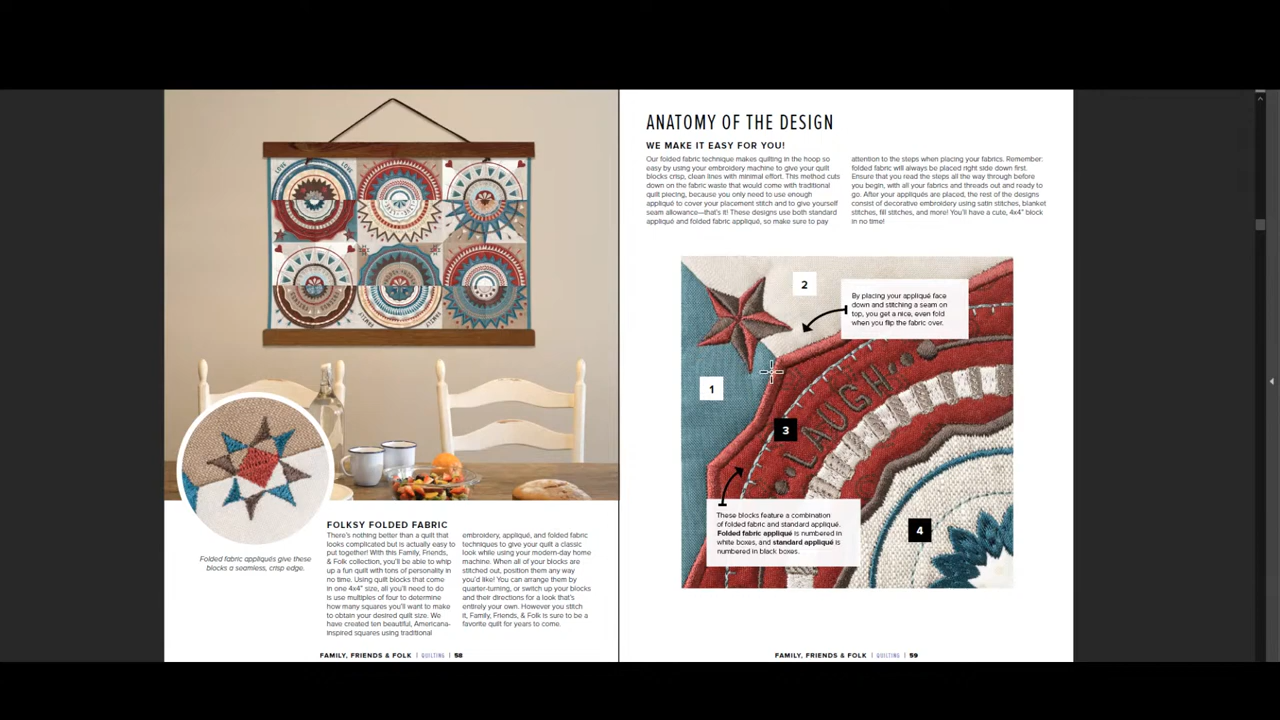 FOLKSY FOLDED FABRIC
There's nothing better than a quilt that
looks complicated but is actually easy to
put together! With this Family, Friends,
& Folk collection, you'll be able to whip
up a fun quilt with tons of personality in
no time. Using quilt blocks that come
in one 4x4" size, all you'll need to do
is use multiples of four to determine
how many squares you'll want to make
to obtain your desired quilt size. We
have created ten beautiful, Americana-
inspired squares using traditional
embroidery, appliqué, and folded fabric
techniques to give your quilt a classic
look while using your modern-day home
machine. When all of your blocks are
stitched out, position them any way
you'd like! You can arrange them by
quarter-turning, or switch up your blocks
and their directions for a look that's
entirely your own. However you stitch
it, Family, Friends, & Folk is sure to be a
favorite quilt for years to come.
Folded fabric appliqués give these
blocks a seamless, crisp edge.
FAMILY, FRIENDS & FOLK | QUILTING | 58
ANATOMY OF THE DESIGN
WE MAKE IT EASY FOR YOU!
Our folded fabric technique makes quilting in the hoop so
easy by using your embroidery machine to give your quilt
blocks crisp, clean lines with minimal effort. This method cuts
down on the fabric waste that would come with traditional
quilt piecing, because you only need to use enough
appliqué to cover your placement stitch and to give yourself
seam allowance—that's it! These designs use both standard
appliqué and folded fabric appliqué, so make sure to pay
attention to the steps when placing your fabrics. Remember:
folded fabric will always be placed right side down first.
Ensure that you read the steps all the way through before
you begin, with all your fabrics and threads out and ready to
go. After your appliqués are placed, the rest of the designs
consist of decorative embroidery using satin stitches, blanket
stitches, fill stitches, and more! You'll have a cute, 4x4" block
in no time!
2
By placing your appliqué face
down and stitching a seam on
top, you get a nice, even fold
when you flip the fabric over.
1
3
LAUGH
These blocks feature a combination
of folded fabric and standard appliqué.
Folded fabric appliqué is numbered in
white boxes, and standard appliqué is
numbered in black boxes.
4
FAMILY, FRIENDS & FOLK | QUILTING | 59